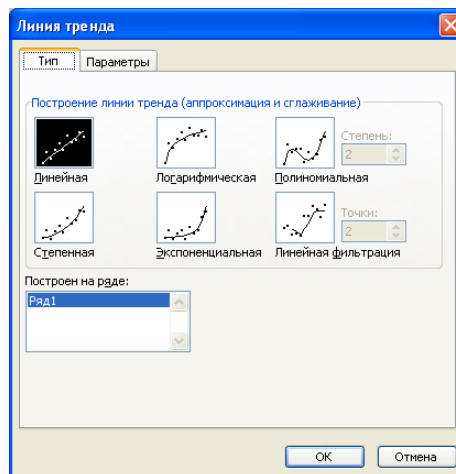 Линия тренда
Тип Параметры
Построение линии тренда (аппроксимация и сглаживание)
Линейная Логарифмическая Полиномиальная Степень: 2
Степенная Экспоненциальная Линейная фильтрация Точки: 2
Построен на ряде:
Ряд1
ОК Отмена